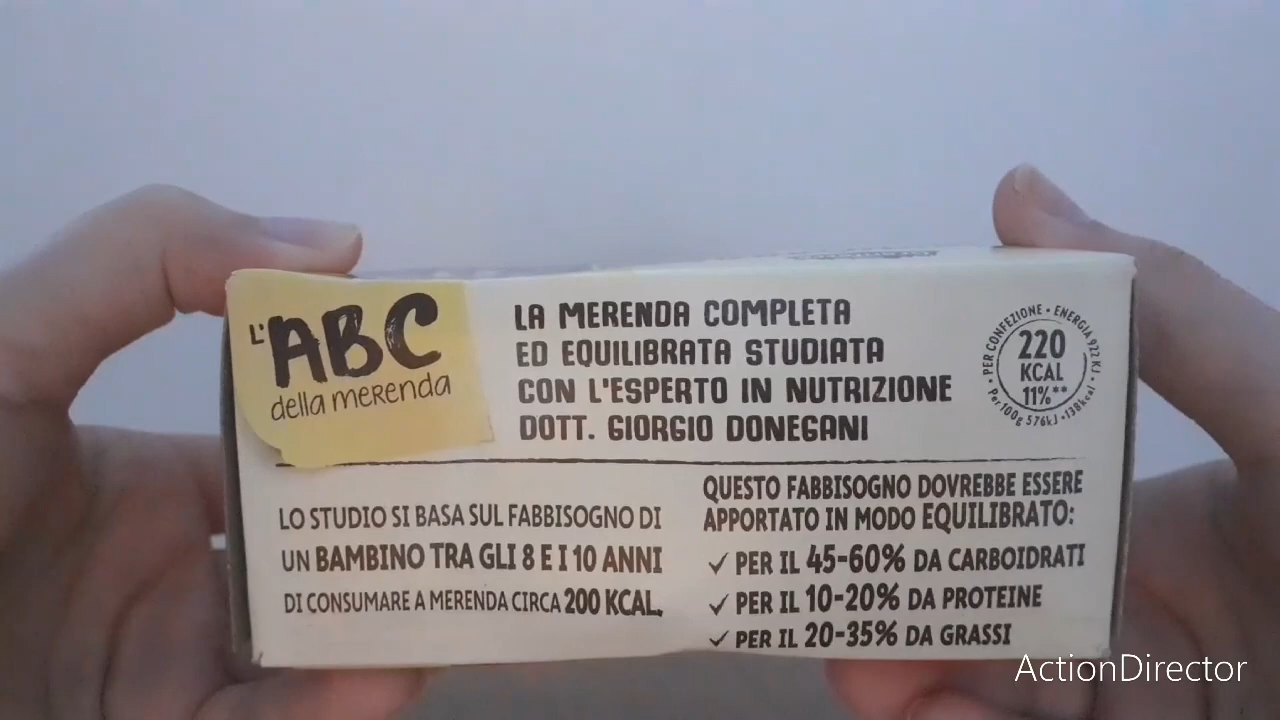 L'ABC
della merenda
LA MERENDA COMPLETA
ED EQUILIBRATA STUDIATA
CON L'ESPERTO IN NUTRIZIONE
DOTT. GIORGIO DONEGANI
• PER CONFEZIONE • ENERGIA 922 KJ
220
KCAL
11%**
• Per 100g 576kJ • 138kcal
LO STUDIO SI BASA SUL FABBISOGNO DI
UN BAMBINO TRA GLI 8 E I 10 ANNI
DI CONSUMARE A MERENDA CIRCA 200 KCAL.
QUESTO FABBISOGNO DOVREBBE ESSERE
APPORTATO IN MODO EQUILIBRATO:
✓ PER IL 45-60% DA CARBOIDRATI
✓ PER IL 10-20% DA PROTEINE
✓ PER IL 20-35% DA GRASSI
ActionDirector